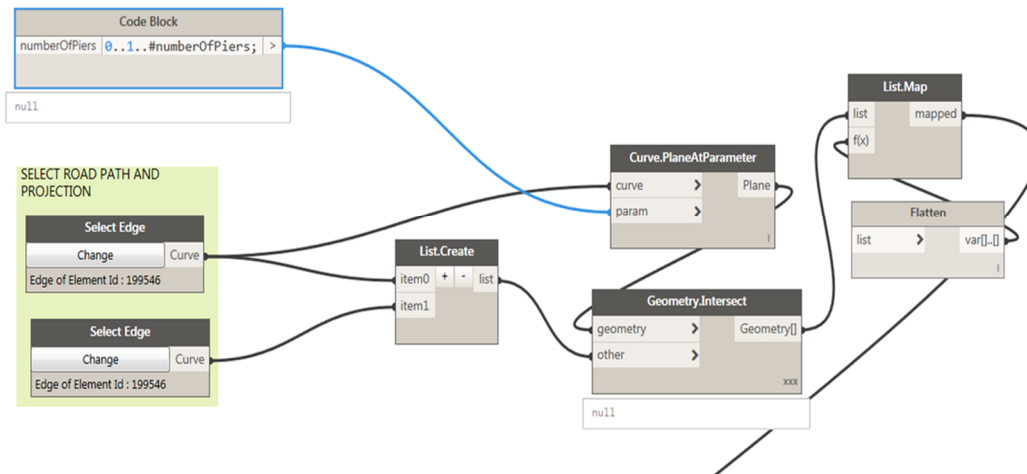 Code Block
numberOfPiers 0..1..#numberOfPiers; >
null
SELECT ROAD PATH AND
PROJECTION
Select Edge
Change Curve
Edge of Element Id : 199546
Select Edge
Change Curve
Edge of Element Id : 199546
List.Create
item0 + - list
item1
Curve.PlaneAtParameter
curve > Plane
param >
l
Geometry.Intersect
geometry > Geometry[]
other >
xxx
null
List.Map
list mapped
f(x)
Flatten
list > var[]..[]
l